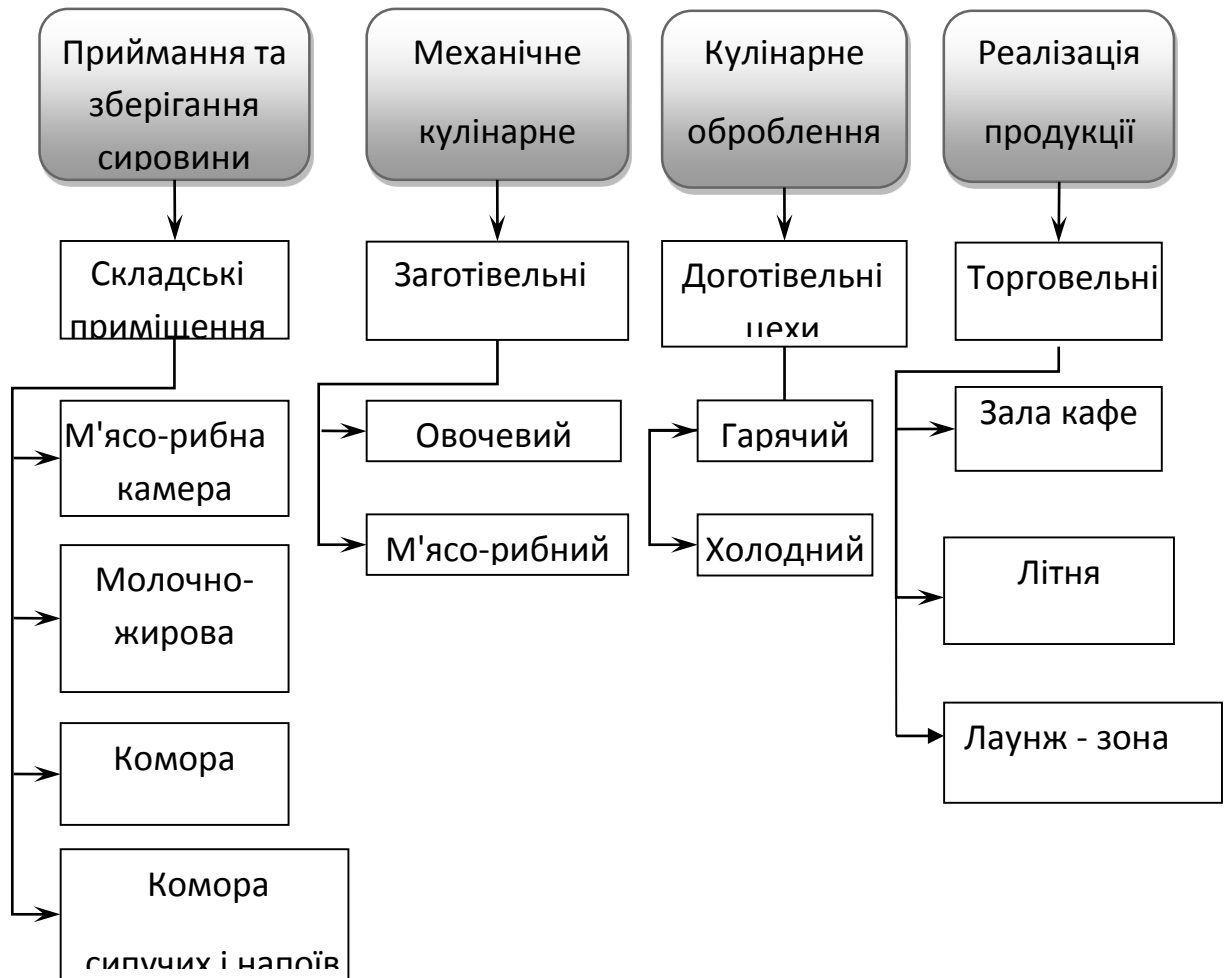 Приймання та
зберігання
сировини
Механічне
кулінарне
Кулінарне
оброблення
Реалізація
продукції
Складські
приміщення
Заготівельні
Доготівельні
цехи
Торговельні
М'ясо-рибна
камера
Молочно-
жирова
Комора
Комора
сипучих і напоїв
Овочевий
М'ясо-рибний
Гарячий
Холодний
Зала кафе
Літня
Лаунж - зона